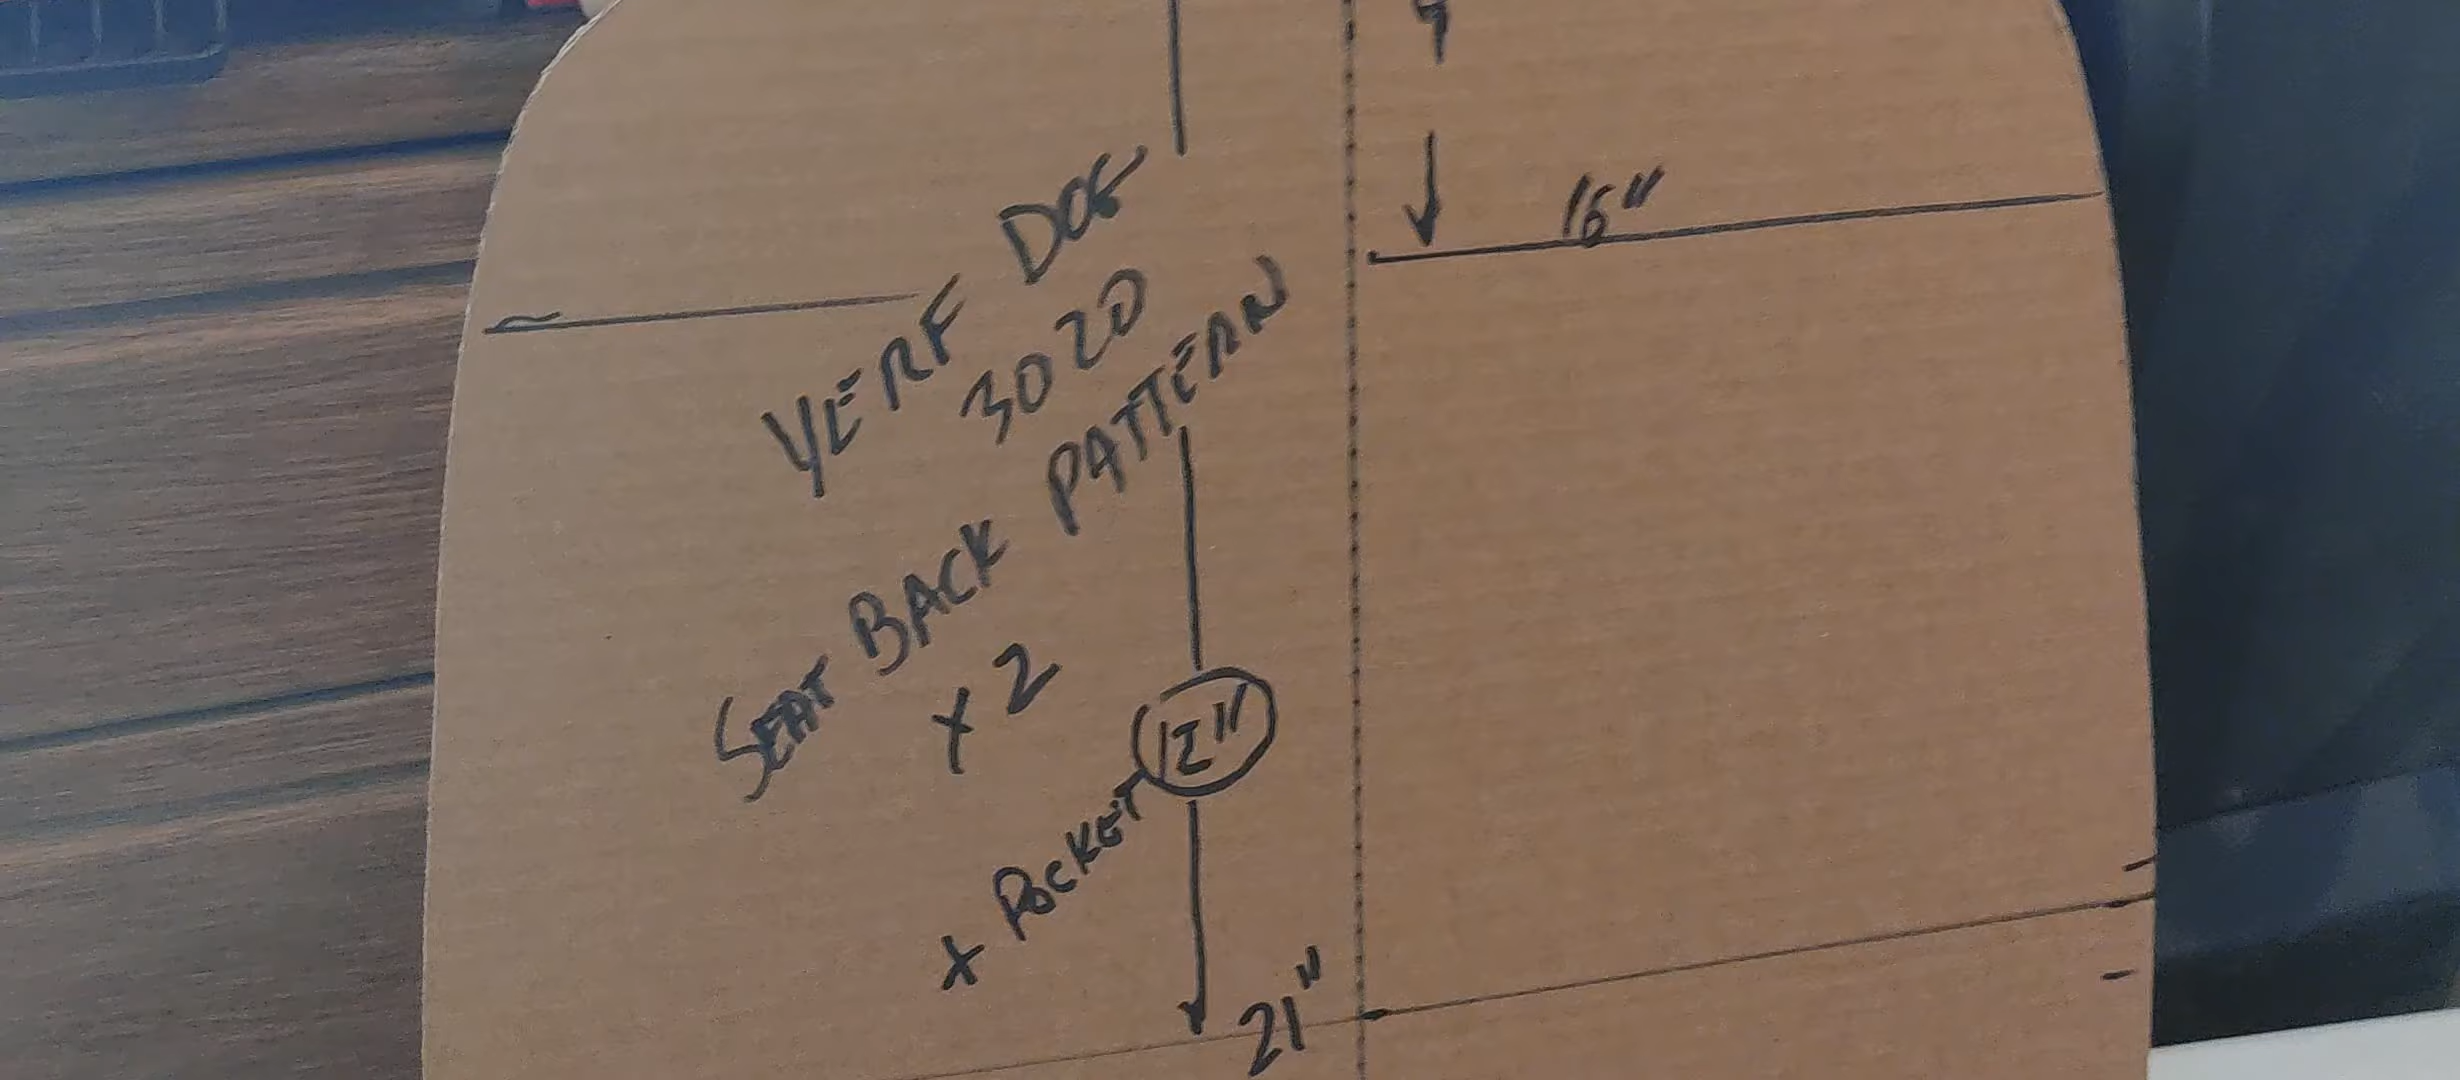 16"
YERF DOG
3020
SEAT BACK PATTERN
x 2
+ POCKET
12"
21"